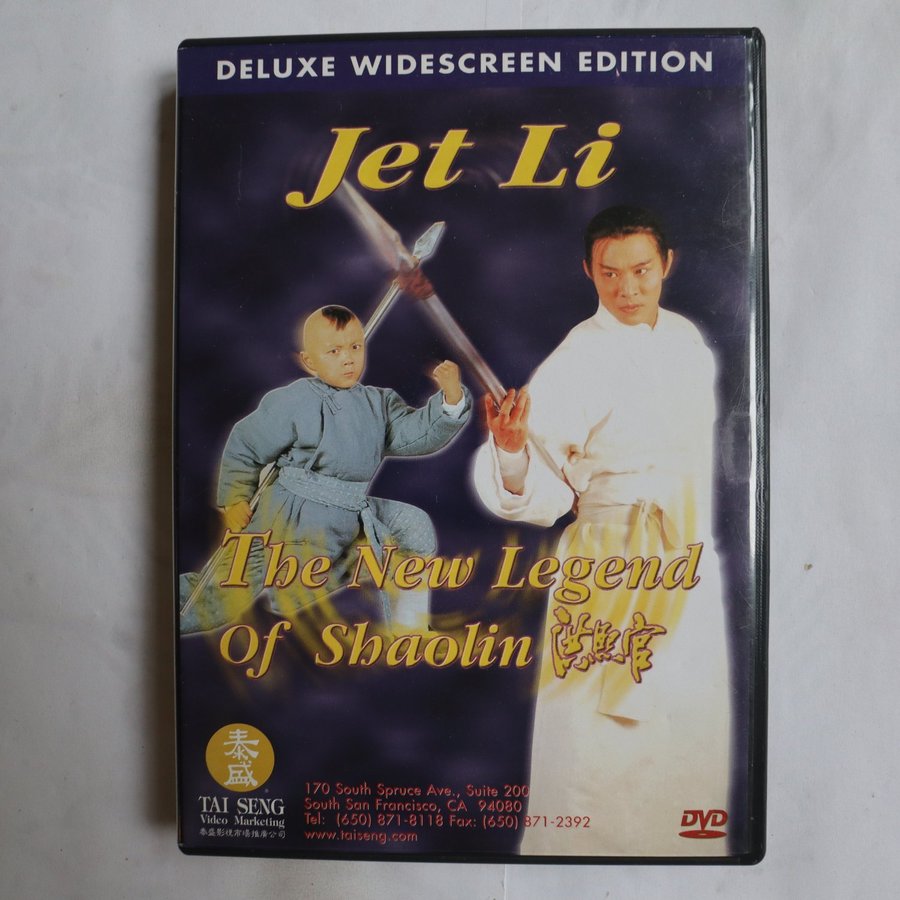 DELUXE WIDESCREEN EDITION
Jet Li
The New Legend
Of Shaolin 洪熙官
泰盛
TAI SENG
Video Marketing
泰盛影視市場推廣公司
170 South Spruce Ave., Suite 200
South San Francisco, CA 94080
Tel: (650) 871-8118 Fax: (650) 871-2392
www.taiseng.com
DVD